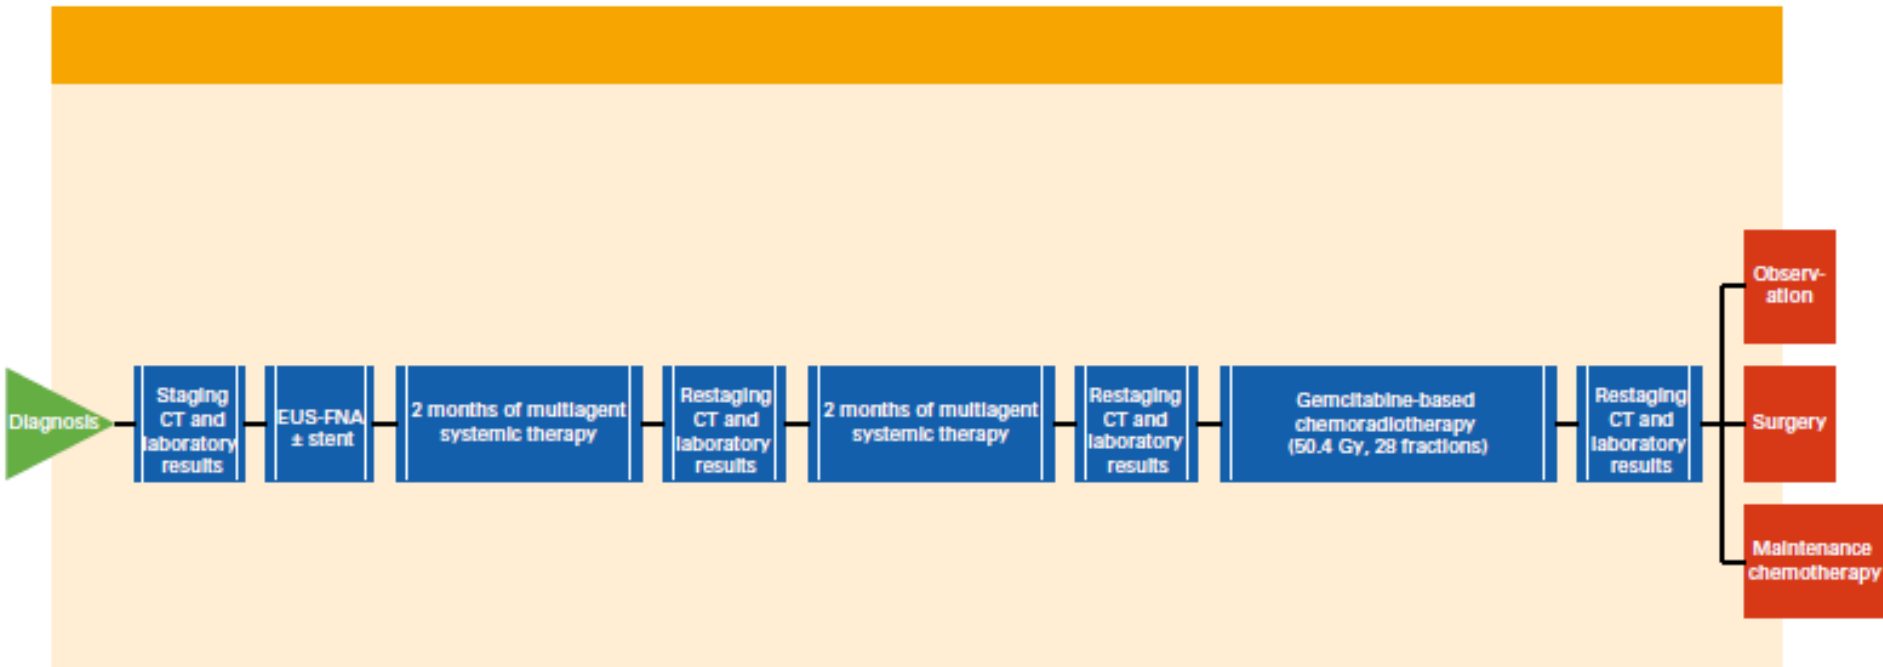 Diagnosis
Staging
CT and
laboratory
results
EUS-FNA
± stent
2 months of multiagent
systemic therapy
Restaging
CT and
laboratory
results
2 months of multiagent
systemic therapy
Restaging
CT and
laboratory
results
Gemcitabine-based
chemoradiotherapy
(50.4 Gy, 28 fractions)
Restaging
CT and
laboratory
results
Observ-
ation
Surgery
Maintenance
chemotherapy